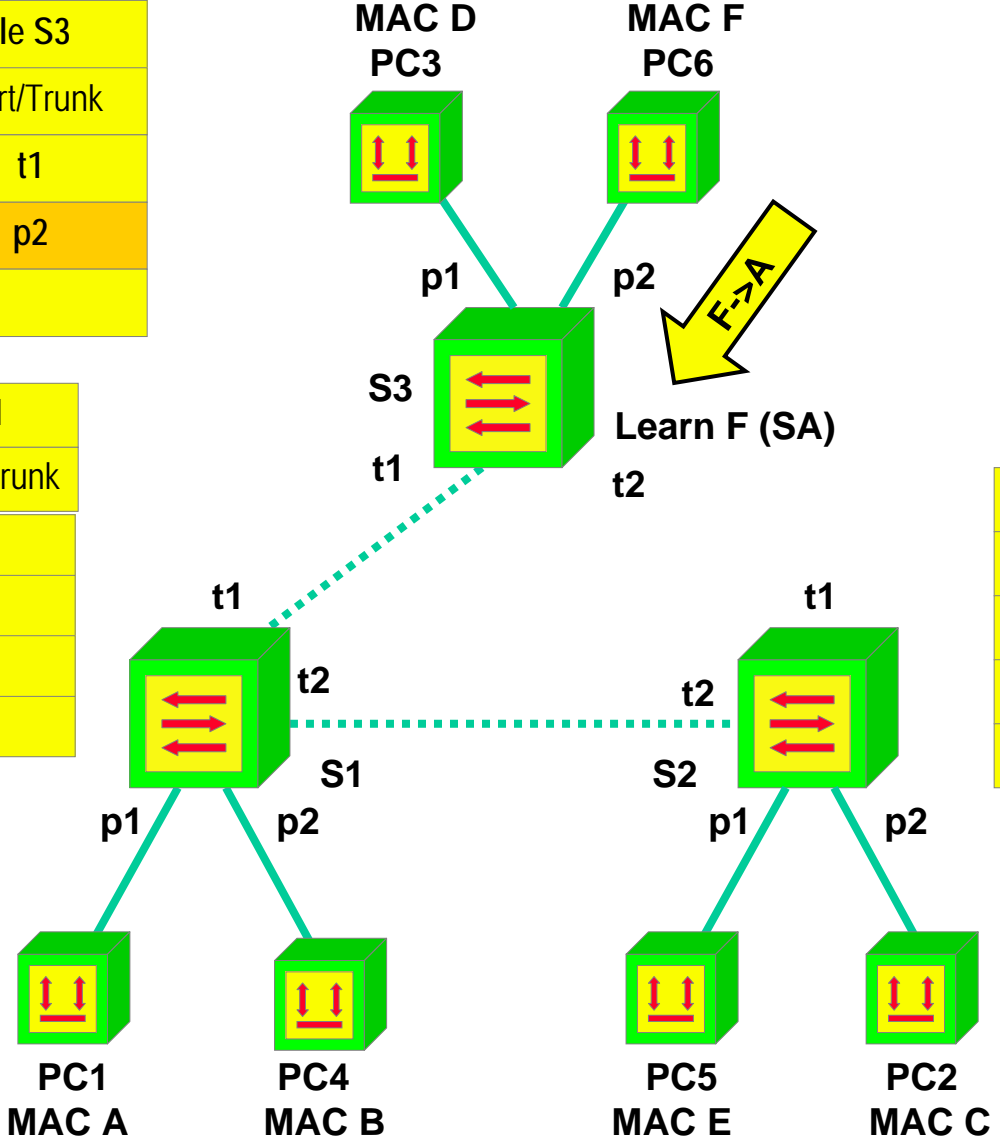 le S3
rt/Trunk
t1
p2
MAC D
PC3
MAC F
PC6
p1
p2
F->A
S3
Learn F (SA)
t1
t2
runk
t1
t2
S1
t1
t2
S2
p1
p2
p1
p2
PC1
MAC A
PC4
MAC B
PC5
MAC E
PC2
MAC C